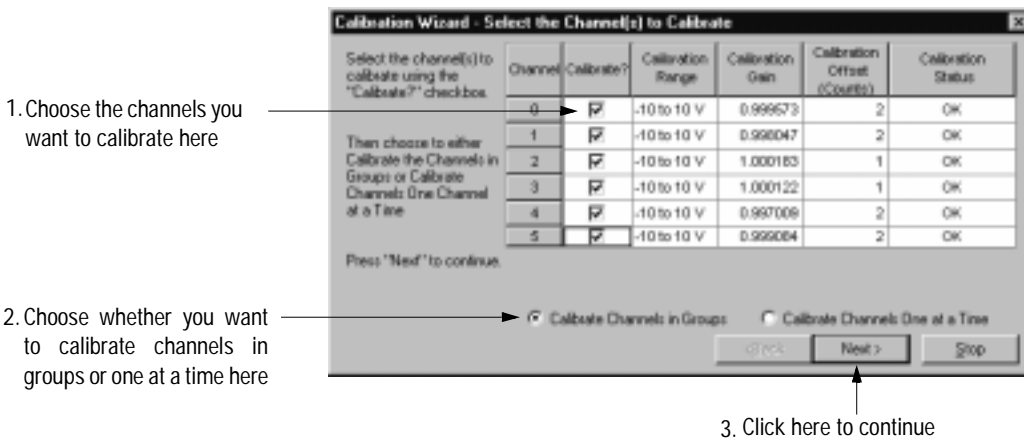 Calibration Wizard - Select the Channel(s) to Calibrate
Select the channel(s) to
calibrate using the
"Calibrate?" checkbox.
Then choose to either
Calibrate the Channels in
Groups or Calibrate
Channels One Channel
at a Time
Press "Next" to continue.
Channel Calibrate? Calibration Range Calibration Gain Calibration Offset (Counts) Calibration Status
0 -10 to 10 V 0.999573 2 OK
1 -10 to 10 V 0.998047 2 OK
2 -10 to 10 V 1.000183 1 OK
3 -10 to 10 V 1.000122 1 OK
4 -10 to 10 V 0.997009 2 OK
5 -10 to 10 V 0.999084 2 OK
Calibrate Channels in Groups Calibrate Channels One at a Time
< Back Next > Stop
1. Choose the channels you
want to calibrate here
2. Choose whether you want
to calibrate channels in
groups or one at a time here
3. Click here to continue